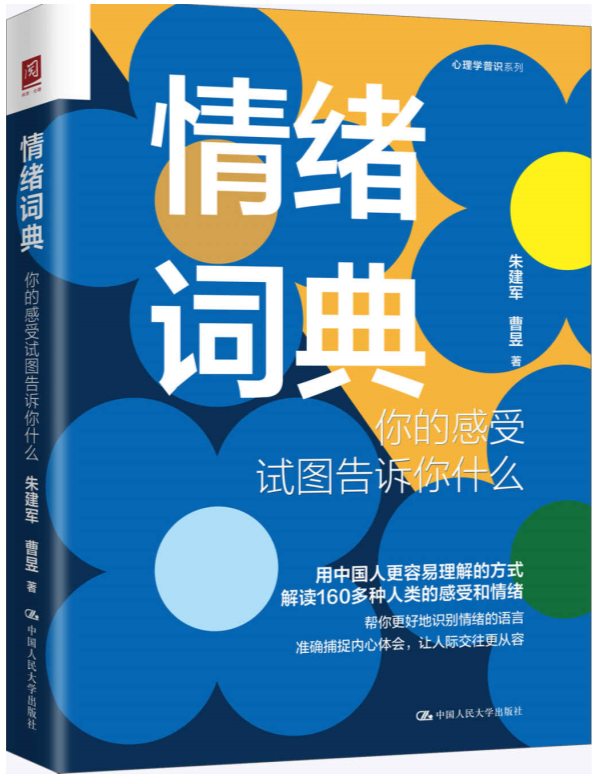 阅
情绪词典
你的感受试图告诉你什么
朱建军 曹昱 著
中国人民大学出版社
心理学普识系列
情绪
词典
朱建军 曹昱 著
你的感受
试图告诉你什么
用中国人更容易理解的方式
解读160多种人类的感受和情绪
帮你更好地识别情绪的语言
准确捕捉内心体会，让人际交往更从容
中国人民大学出版社